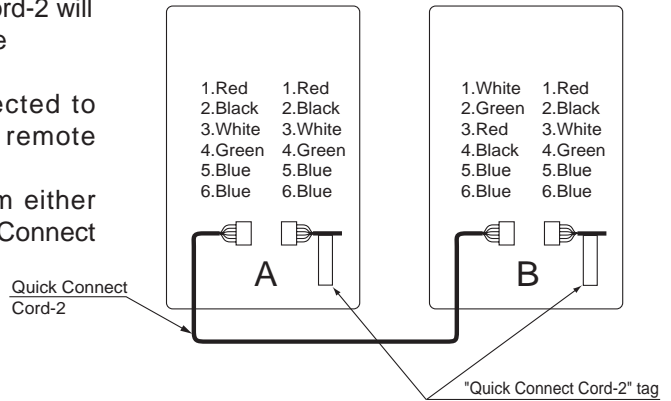 ord-2 will
e
ected to
remote
m either
Connect
1.Red 1.Red
2.Black 2.Black
3.White 3.White
4.Green 4.Green
5.Blue 5.Blue
6.Blue 6.Blue
A
1.White 1.Red
2.Green 2.Black
3.Red 3.White
4.Black 4.Green
5.Blue 5.Blue
6.Blue 6.Blue
B
Quick Connect
Cord-2
"Quick Connect Cord-2" tag